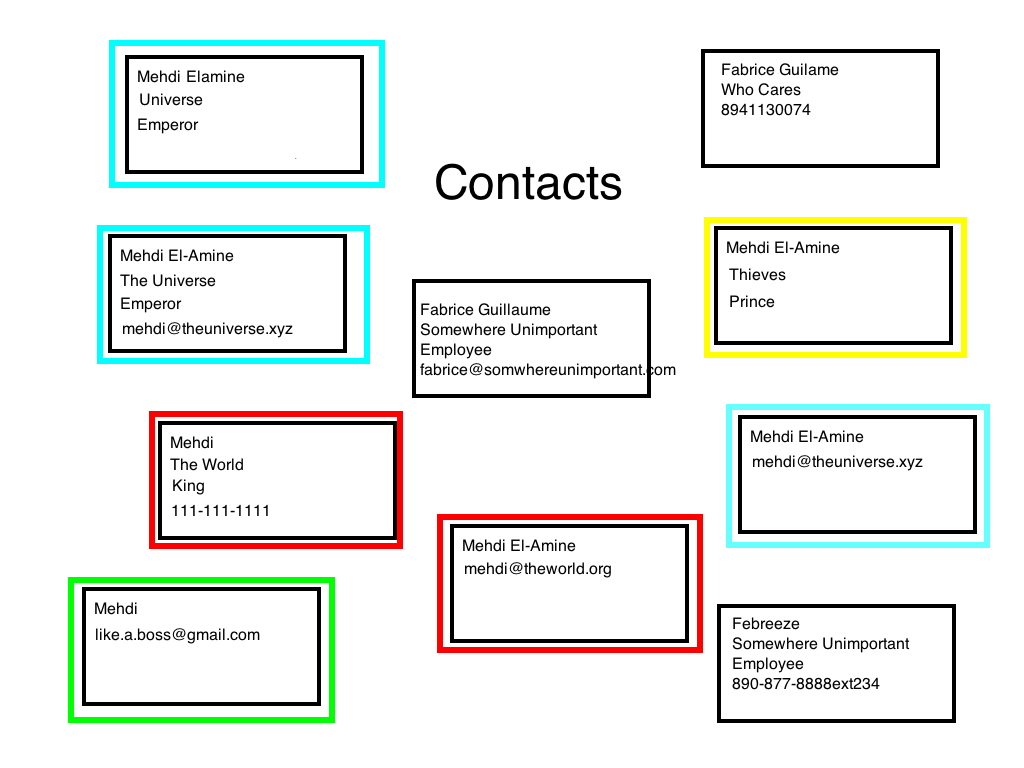 Mehdi Elamine
Universe
Emperor
Fabrice Guilame
Who Cares
8941130074
Contacts
Mehdi El-Amine
The Universe
Emperor
mehdi@theuniverse.xyz
Fabrice Guillaume
Somewhere Unimportant
Employee
fabrice@somwhereunimportant.com
Mehdi El-Amine
Thieves
Prince
Mehdi
The World
King
111-111-1111
Mehdi El-Amine
mehdi@theuniverse.xyz
Mehdi El-Amine
mehdi@theworld.org
Mehdi
like.a.boss@gmail.com
Febreeze
Somewhere Unimportant
Employee
890-877-8888ext234